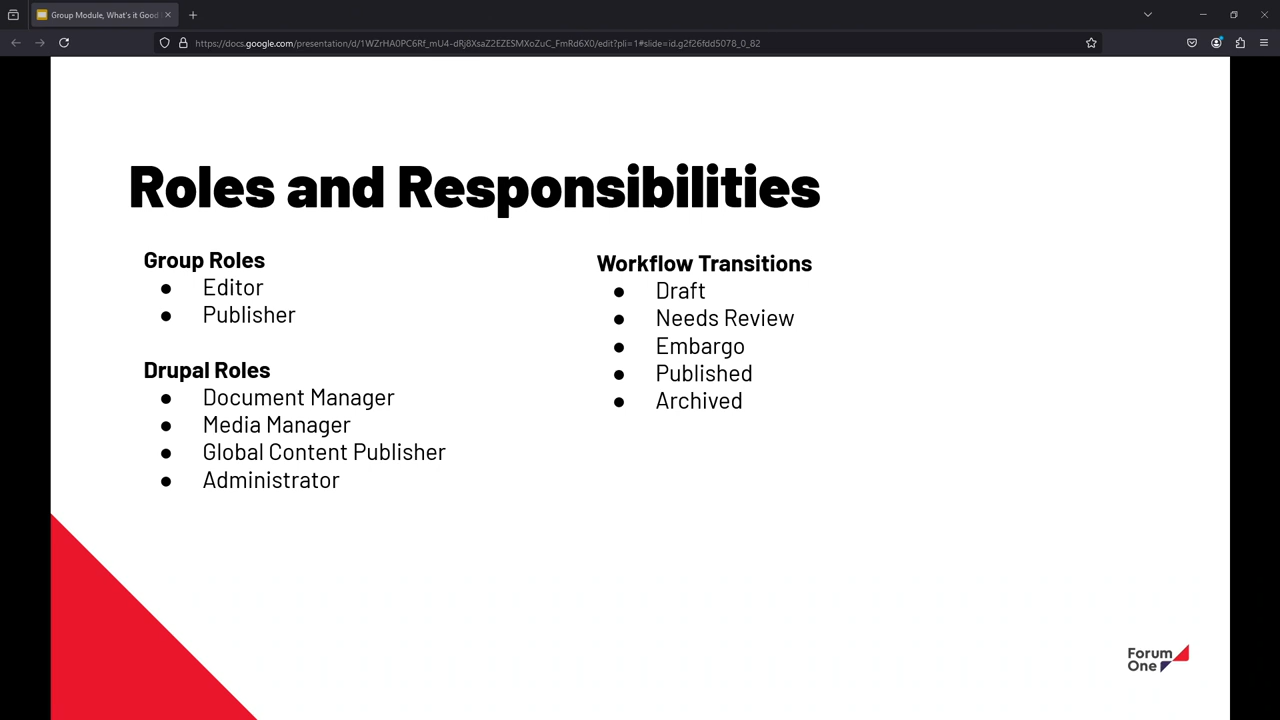 Group Module, What's it Good
https://docs.google.com/presentation/d/1WZrHA0PC6Rf_mU4-dRj8XsaZ2EZESMXoZuC_FmRd6X0/edit?pli=1#slide=id.g2f26fdd5078_0_82
Roles and Responsibilities
Group Roles
● Editor
● Publisher
Drupal Roles
● Document Manager
● Media Manager
● Global Content Publisher
● Administrator
Workflow Transitions
● Draft
● Needs Review
● Embargo
● Published
● Archived
Forum
One